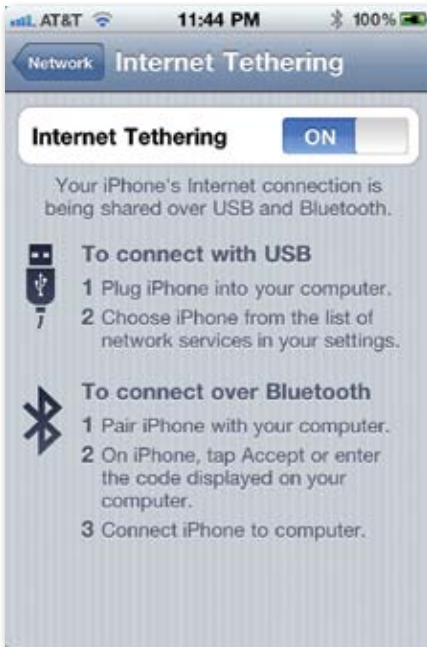 AT&T 11:44 PM 100%
Network Internet Tethering
Internet Tethering ON
Your iPhone's Internet connection is
being shared over USB and Bluetooth.
To connect with USB
1 Plug iPhone into your computer.
2 Choose iPhone from the list of
network services in your settings.
To connect over Bluetooth
1 Pair iPhone with your computer.
2 On iPhone, tap Accept or enter
the code displayed on your
computer.
3 Connect iPhone to computer.